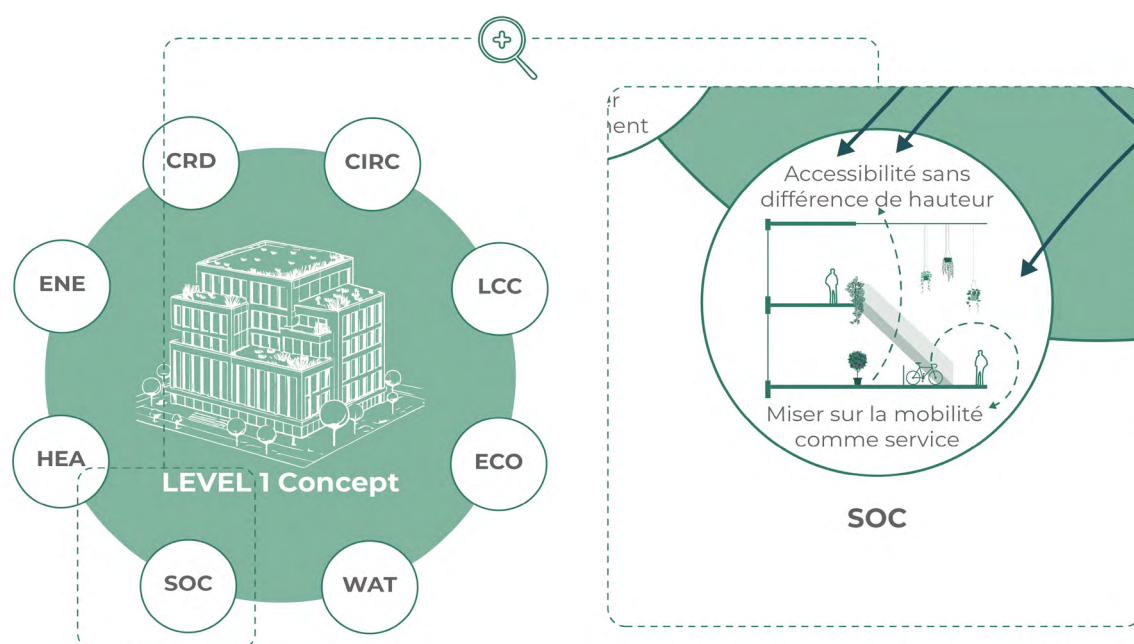 CRD
CIRC
ENE
LCC
HEA
ECO
LEVEL 1 Concept
SOC
WAT
Accessibilité sans
différence de hauteur
Miser sur la mobilité
comme service
SOC